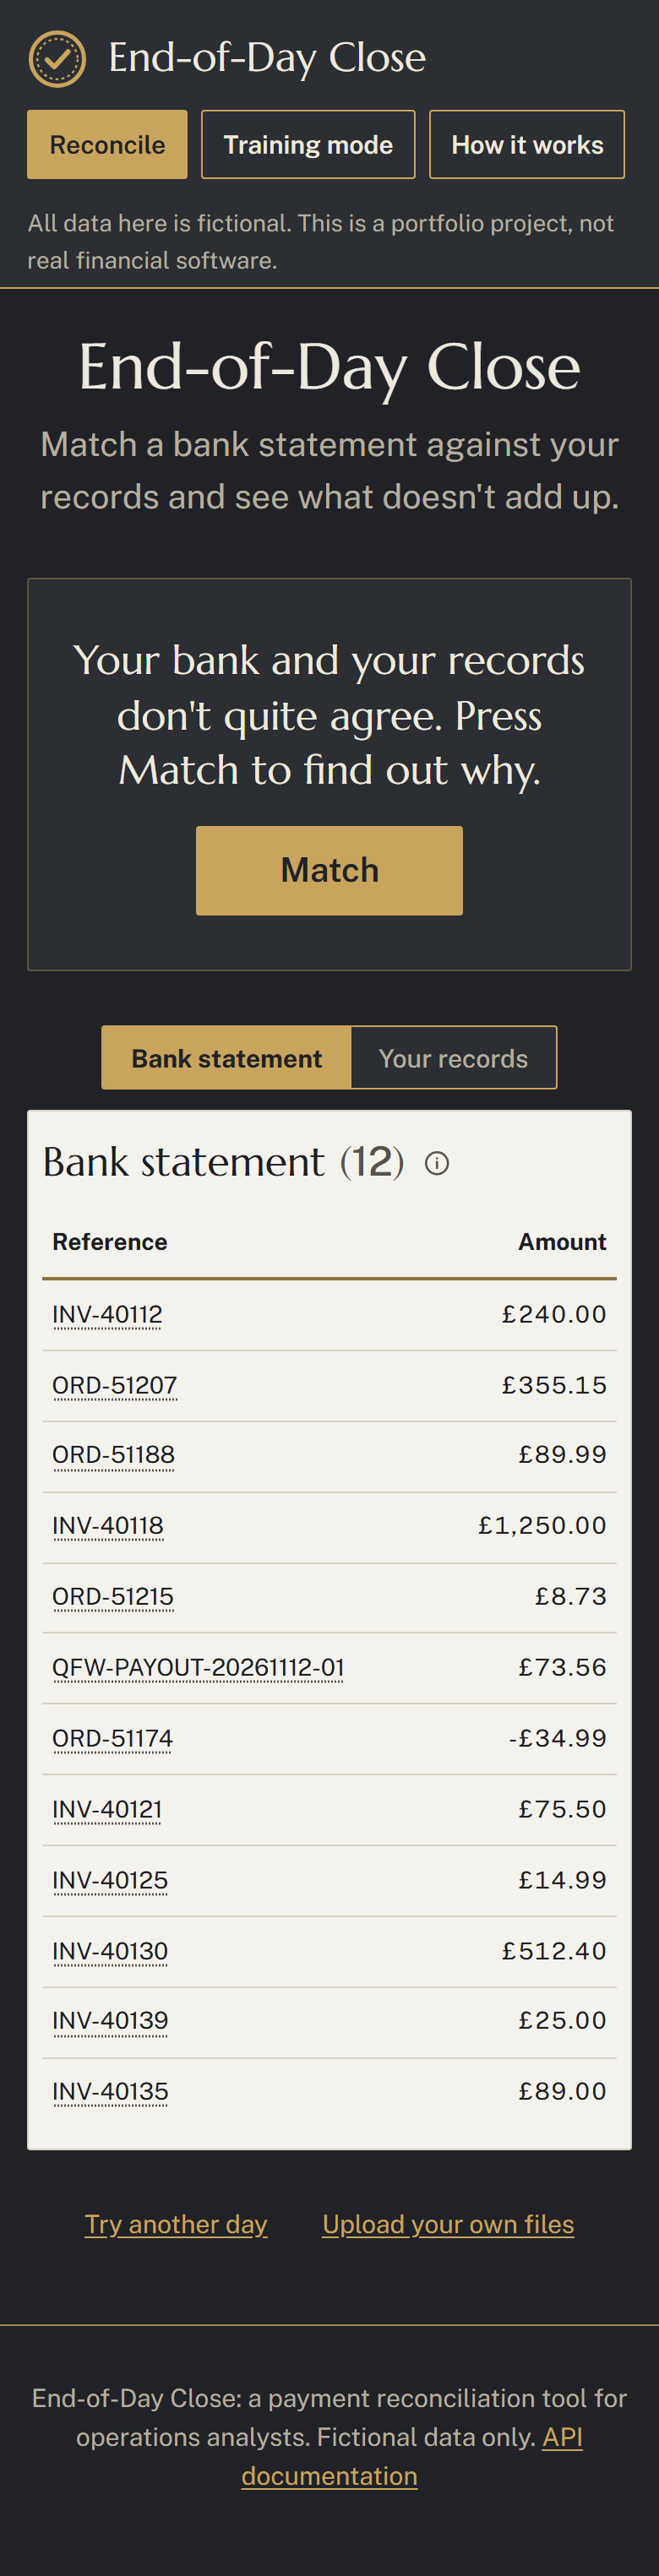 End-of-Day Close
Reconcile
Training mode
How it works
All data here is fictional. This is a portfolio project, not
real financial software.
End-of-Day Close
Match a bank statement against your
records and see what doesn't add up.
Your bank and your records
don't quite agree. Press
Match to find out why.
Match
Bank statement
Your records
Bank statement (12)
Reference Amount
INV-40112 £240.00
ORD-51207 £355.15
ORD-51188 £89.99
INV-40118 £1,250.00
ORD-51215 £8.73
QFW-PAYOUT-20261112-01 £73.56
ORD-51174 -£34.99
INV-40121 £75.50
INV-40125 £14.99
INV-40130 £512.40
INV-40139 £25.00
INV-40135 £89.00
Try another day
Upload your own files
End-of-Day Close: a payment reconciliation tool for
operations analysts. Fictional data only. API
documentation